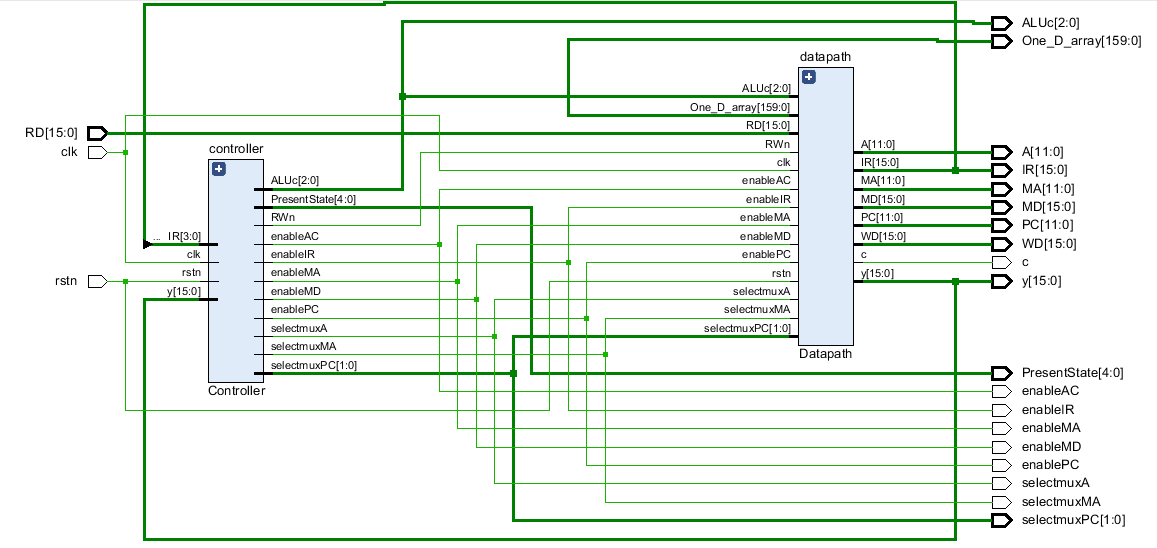 ALUc[2:0]
One_D_array[159:0]
datapath
ALUc[2:0]
One_D_array[159:0]
RD[15:0]
RWn
clk
enableAC
enableIR
enableMA
enableMD
enablePC
rstn
selectmuxA
selectmuxMA
selectmuxPC[1:0]
A[11:0]
IR[15:0]
MA[11:0]
MD[15:0]
PC[11:0]
WD[15:0]
c
y[15:0]
Datapath
RD[15:0]
clk
rstn
controller
... IR[3:0]
clk
rstn
y[15:0]
ALUc[2:0]
PresentState[4:0]
RWn
enableAC
enableIR
enableMA
enableMD
enablePC
selectmuxA
selectmuxMA
selectmuxPC[1:0]
Controller
A[11:0]
IR[15:0]
MA[11:0]
MD[15:0]
PC[11:0]
WD[15:0]
c
y[15:0]
PresentState[4:0]
enableAC
enableIR
enableMA
enableMD
enablePC
selectmuxA
selectmuxMA
selectmuxPC[1:0]